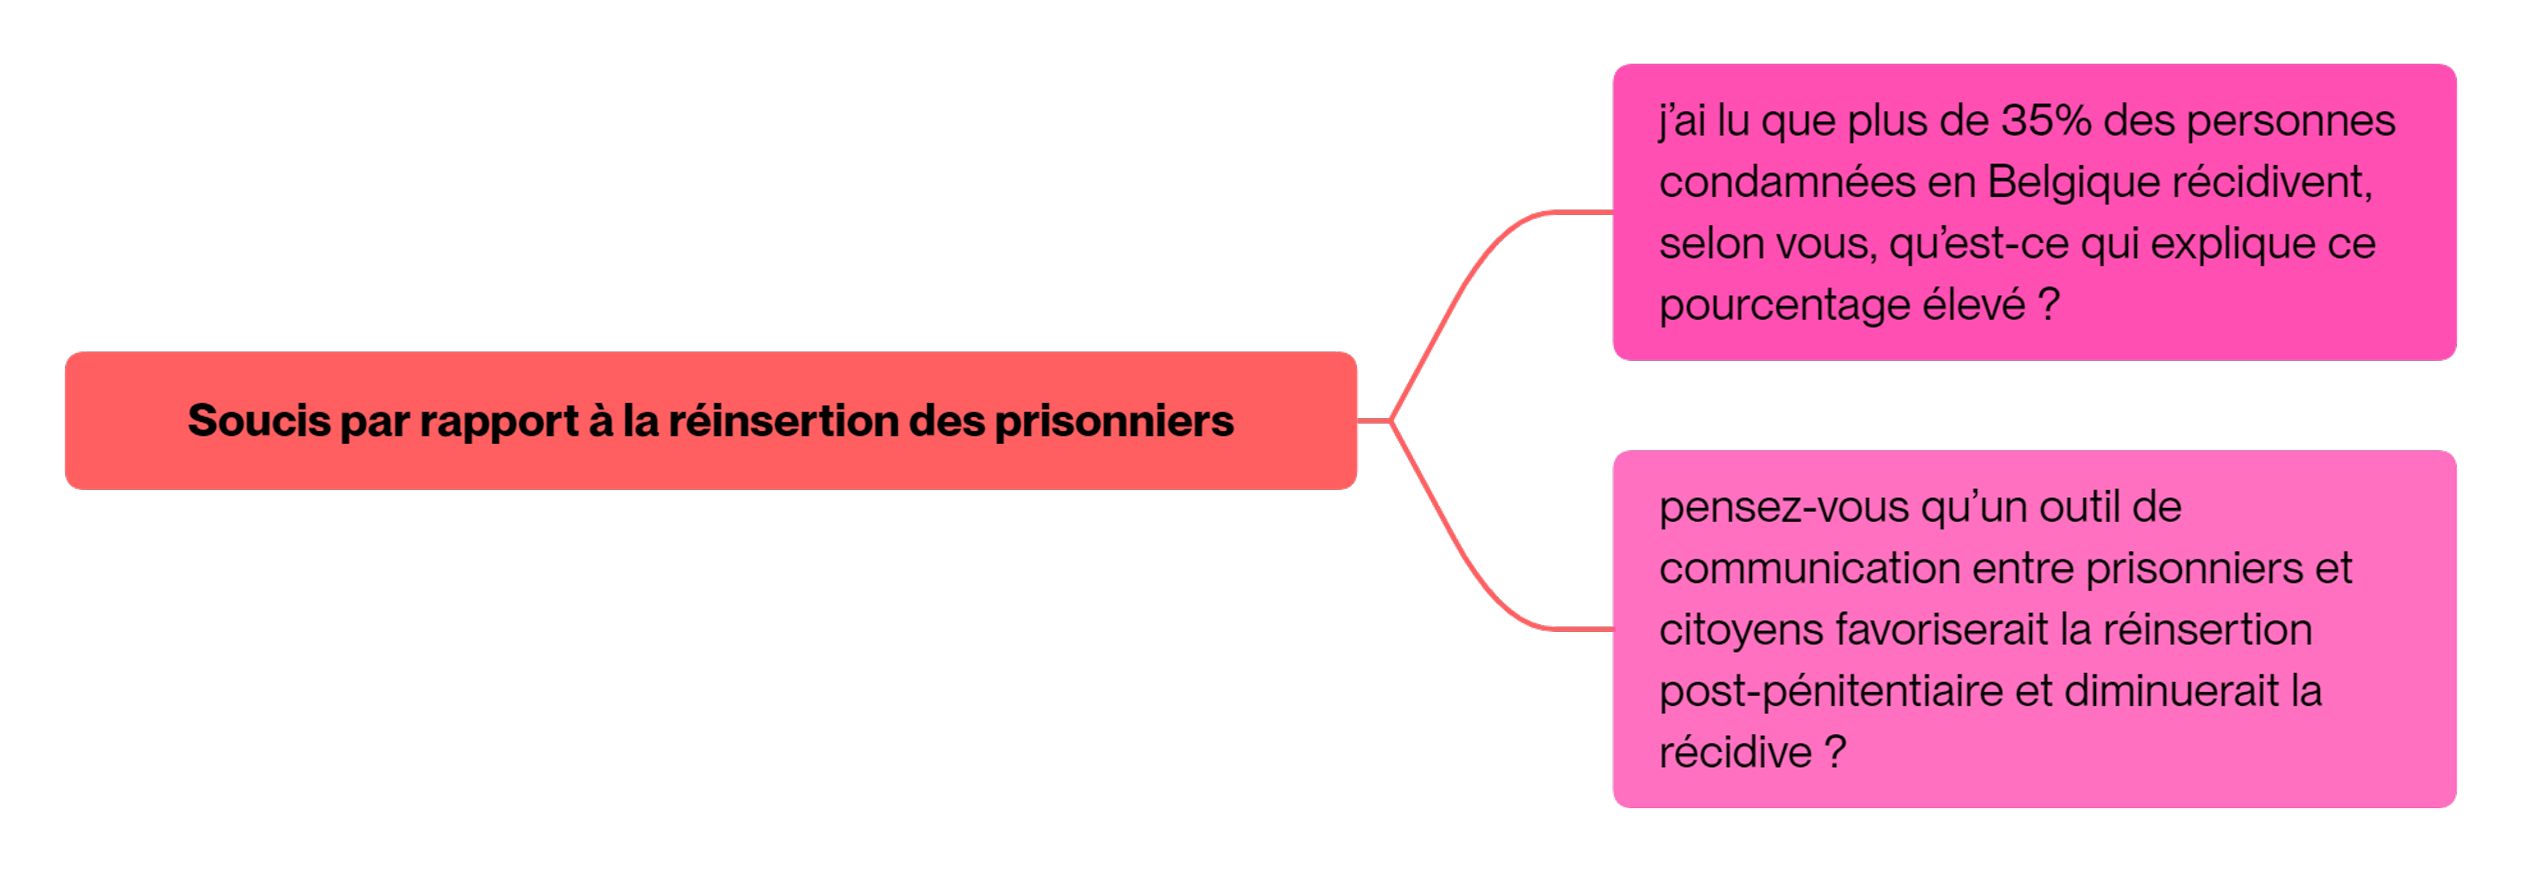 Soucis par rapport à la réinsertion des prisonniers
j’ai lu que plus de 35% des personnes
condamnées en Belgique récidivent,
selon vous, qu’est-ce qui explique ce
pourcentage élevé ?
pensez-vous qu’un outil de
communication entre prisonniers et
citoyens favoriserait la réinsertion
post-pénitentiaire et diminuerait la
récidive ?